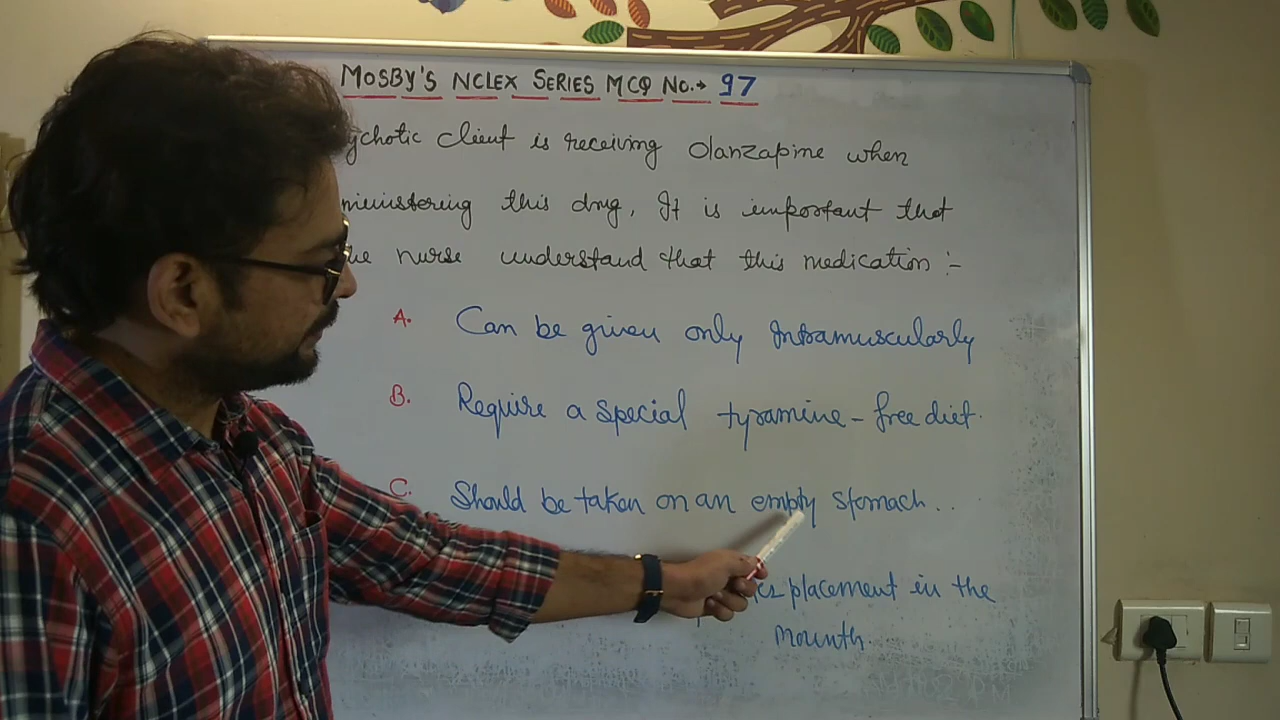 MOSBY'S NCLEX SERIES MCQ No.→ 97
ychotic client is receiving Olanzapine when
ministering this drug, It is important that
nurse understand that this medication :-
A. Can be given only Intramuscularly
B. Require a special tyramine-free diet.
C. Should be taken on an empty stomach..
placement in the
mounth.